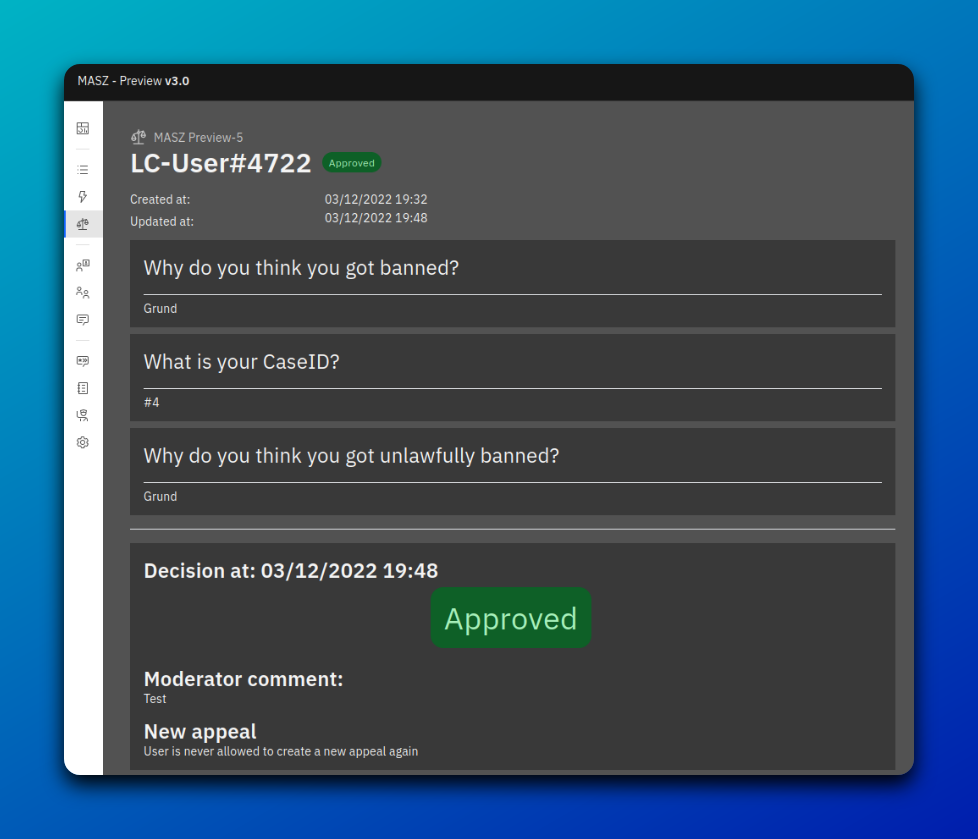 MASZ - Preview v3.0
MASZ Preview-5
LC-User#4722 Approved
Created at: 03/12/2022 19:32
Updated at: 03/12/2022 19:48
Why do you think you got banned?
Grund
What is your CaseID?
#4
Why do you think you got unlawfully banned?
Grund
Decision at: 03/12/2022 19:48
Approved
Moderator comment:
Test
New appeal
User is never allowed to create a new appeal again